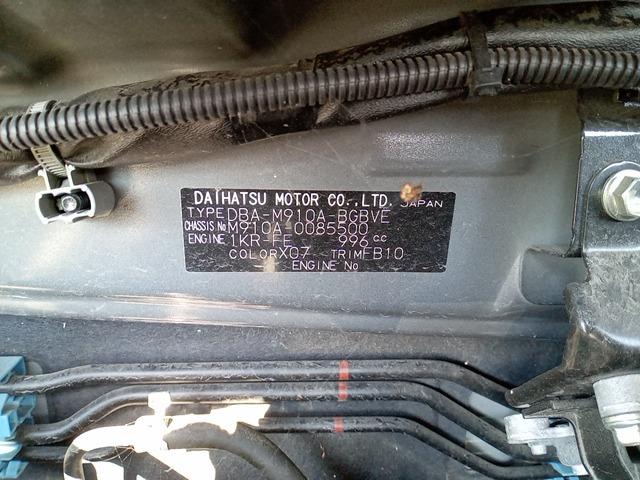 DAIHATSU MOTOR CO.,LTD. JAPAN
TYPE DBA-M910A-BGBVE
CHASSIS No M910A-0085500
ENGINE 1KR-FE 996 cc
COLOR X07 TRIM FB10
ENGINE No